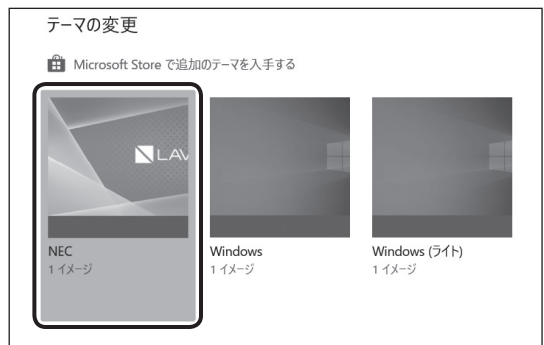 テーマの変更
Microsoft Store で追加のテーマを入手する
LAV
NEC
1 イメージ
Windows
1 イメージ
Windows (ライト)
1 イメージ